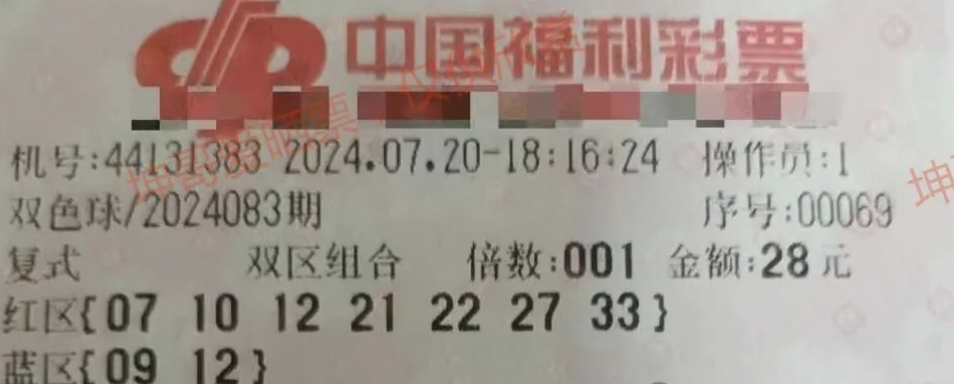 中国福利彩票
机号:44131383 2024.07.20-18:16:24 操作员:1
双色球/2024083期 序号:00069
复式 双区组合 倍数:001 金额:28元
红区{07 10 12 21 22 27 33}
蓝区{09 12}